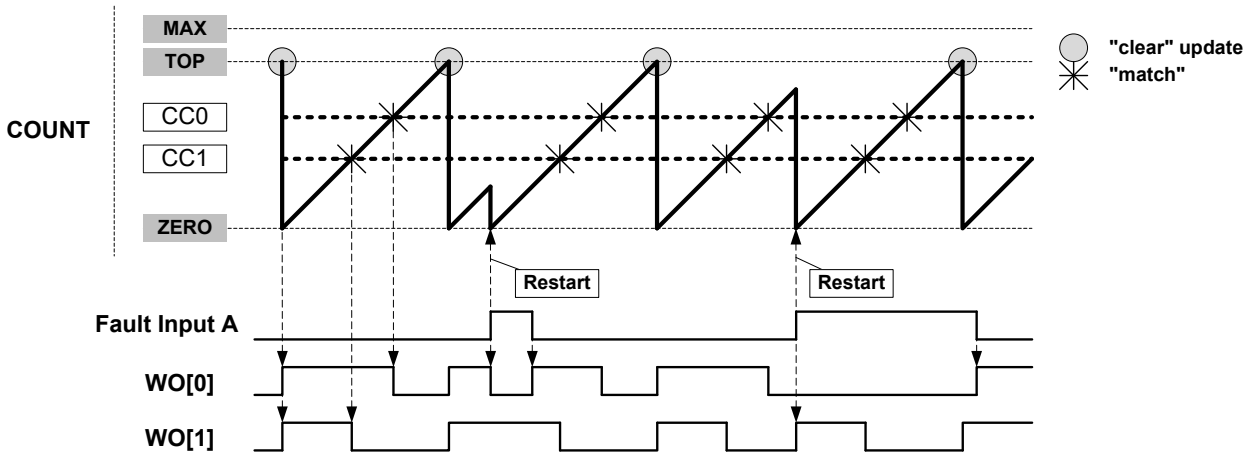 MAX
TOP
"clear" update
"match"
CC0
COUNT
CC1
ZERO
Restart
Restart
Fault Input A
WO[0]
WO[1]